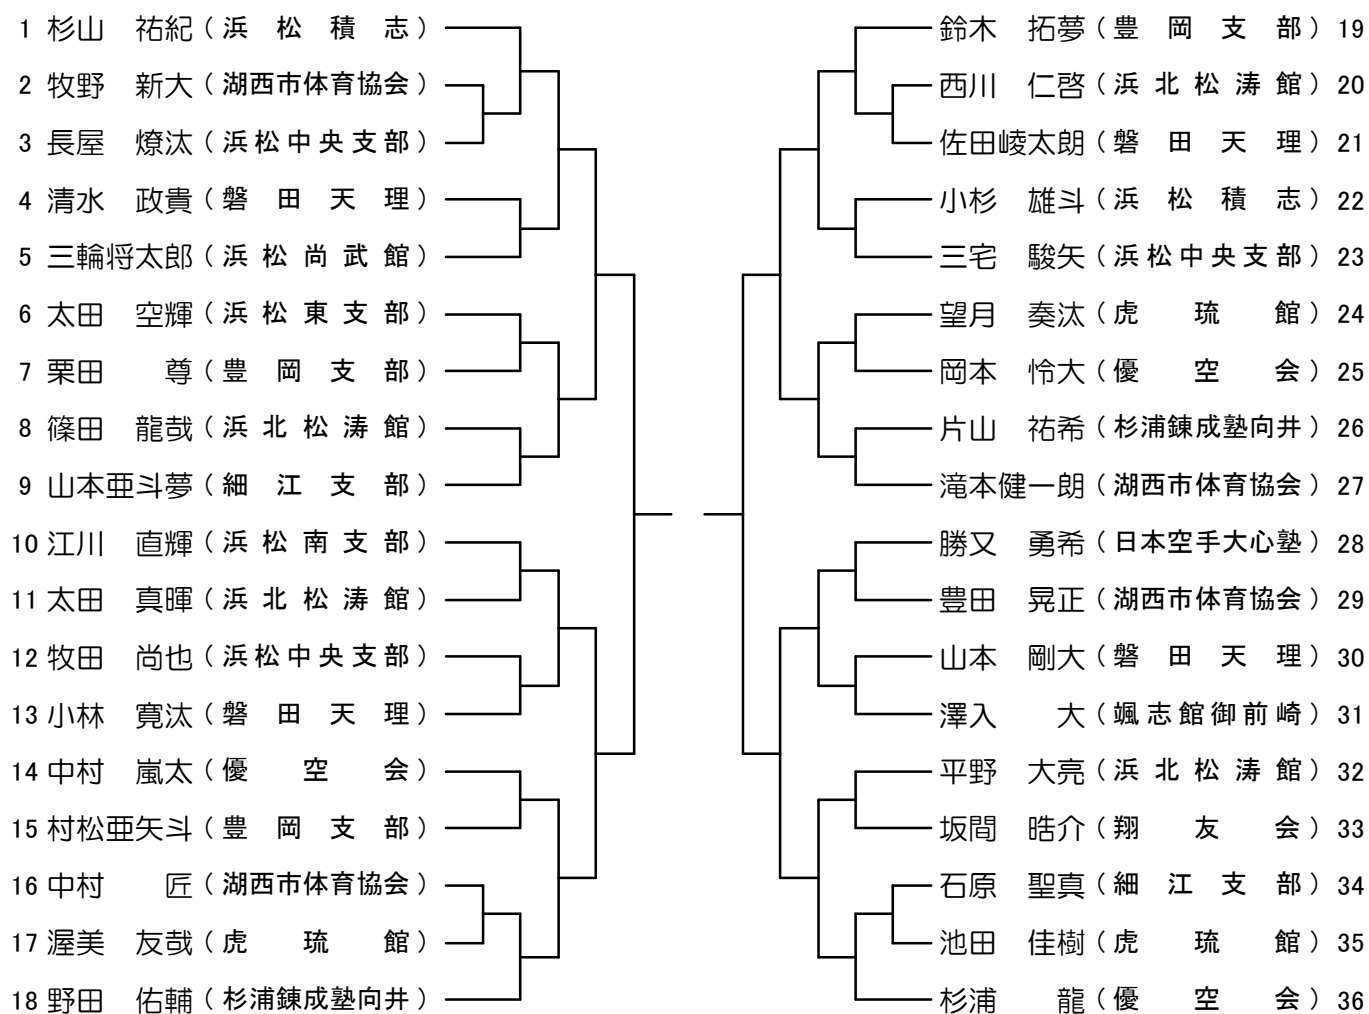 1 杉山　祐紀（浜松積志）
2 牧野　新大（湖西市体育協会）
3 長屋　燎汰（浜松中央支部）
4 清水　政貴（磐田天理）
5 三輪将太郎（浜松尚武館）
6 太田　空輝（浜松東支部）
7 栗田　尊（豊岡支部）
8 篠田　龍哉（浜北松涛館）
9 山本亜斗夢（細江支部）
10 江川　直輝（浜松南支部）
11 太田　真暉（浜北松涛館）
12 牧田　尚也（浜松中央支部）
13 小林　寛汰（磐田天理）
14 中村　嵐太（優空会）
15 村松亜矢斗（豊岡支部）
16 中村　匠（湖西市体育協会）
17 渥美　友哉（虎琉館）
18 野田　佑輔（杉浦錬成塾向井）
鈴木　拓夢（豊岡支部）19
西川　仁啓（浜北松涛館）20
佐田崚太朗（磐田天理）21
小杉　雄斗（浜松積志）22
三宅　駿矢（浜松中央支部）23
望月　奏汰（虎琉館）24
岡本　怜大（優空会）25
片山　祐希（杉浦錬成塾向井）26
滝本健一朗（湖西市体育協会）27
勝又　勇希（日本空手大心塾）28
豊田　晃正（湖西市体育協会）29
山本　剛大（磐田天理）30
澤入　大（颯志館御前崎）31
平野　大亮（浜北松涛館）32
坂間　晧介（翔友会）33
石原　聖真（細江支部）34
池田　佳樹（虎琉館）35
杉浦　龍（優空会）36